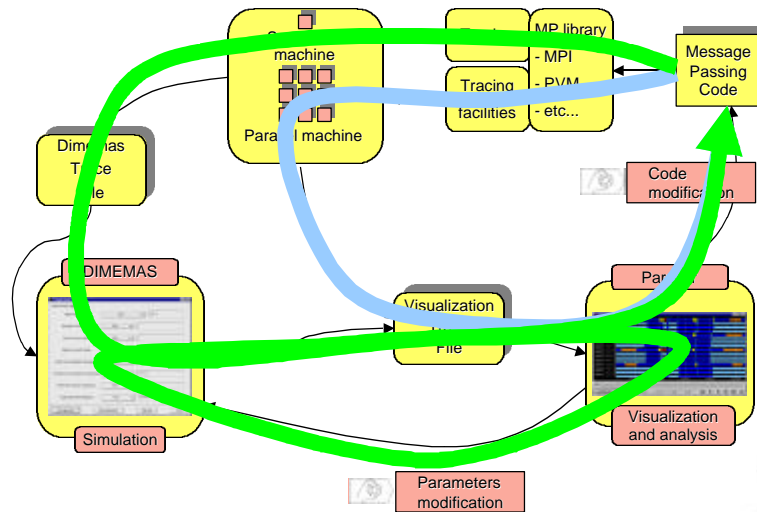 machine
Parallel machine
Tracing
facilities
MP library
- MPI
- PVM
- etc...
Message
Passing
Code
Dimemas
Code
modification
DIMEMAS
Visualization
File
Simulation
Visualization
and analysis
Parameters
modification